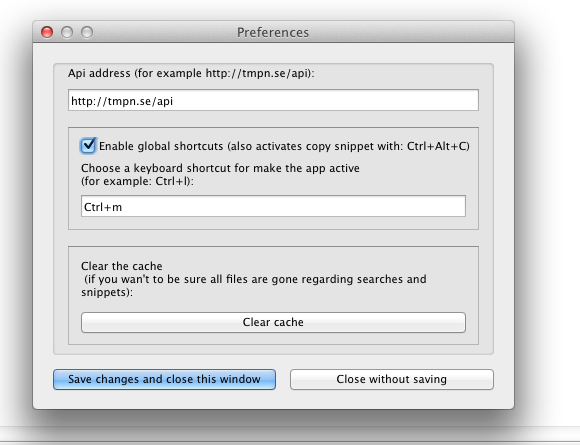 Preferences
Api address (for example http://tmpn.se/api):
http://tmpn.se/api
Enable global shortcuts (also activates copy snippet with: Ctrl+Alt+C)
Choose a keyboard shortcut for make the app active
(for example: Ctrl+l):
Ctrl+m
Clear the cache
(if you wan't to be sure all files are gone regarding searches and
snippets):
Clear cache
Save changes and close this window
Close without saving